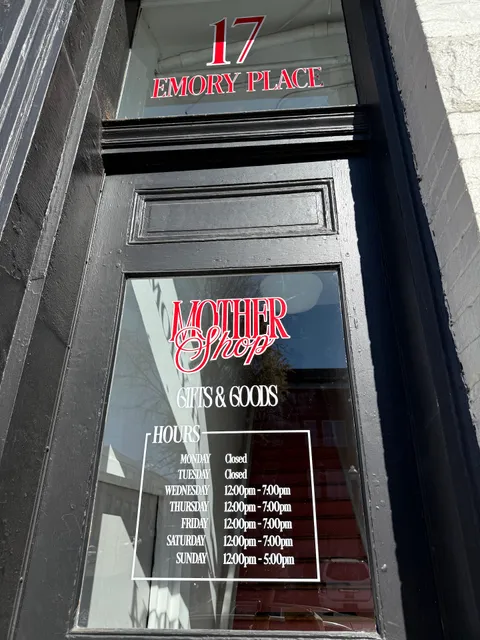 17
EMORY PLACE
MOTHER
Shop
GIFTS & GOODS
HOURS
MONDAY Closed
TUESDAY Closed
WEDNESDAY 12:00pm - 7:00pm
THURSDAY 12:00pm - 7:00pm
FRIDAY 12:00pm - 7:00pm
SATURDAY 12:00pm - 7:00pm
SUNDAY 12:00pm - 5:00pm